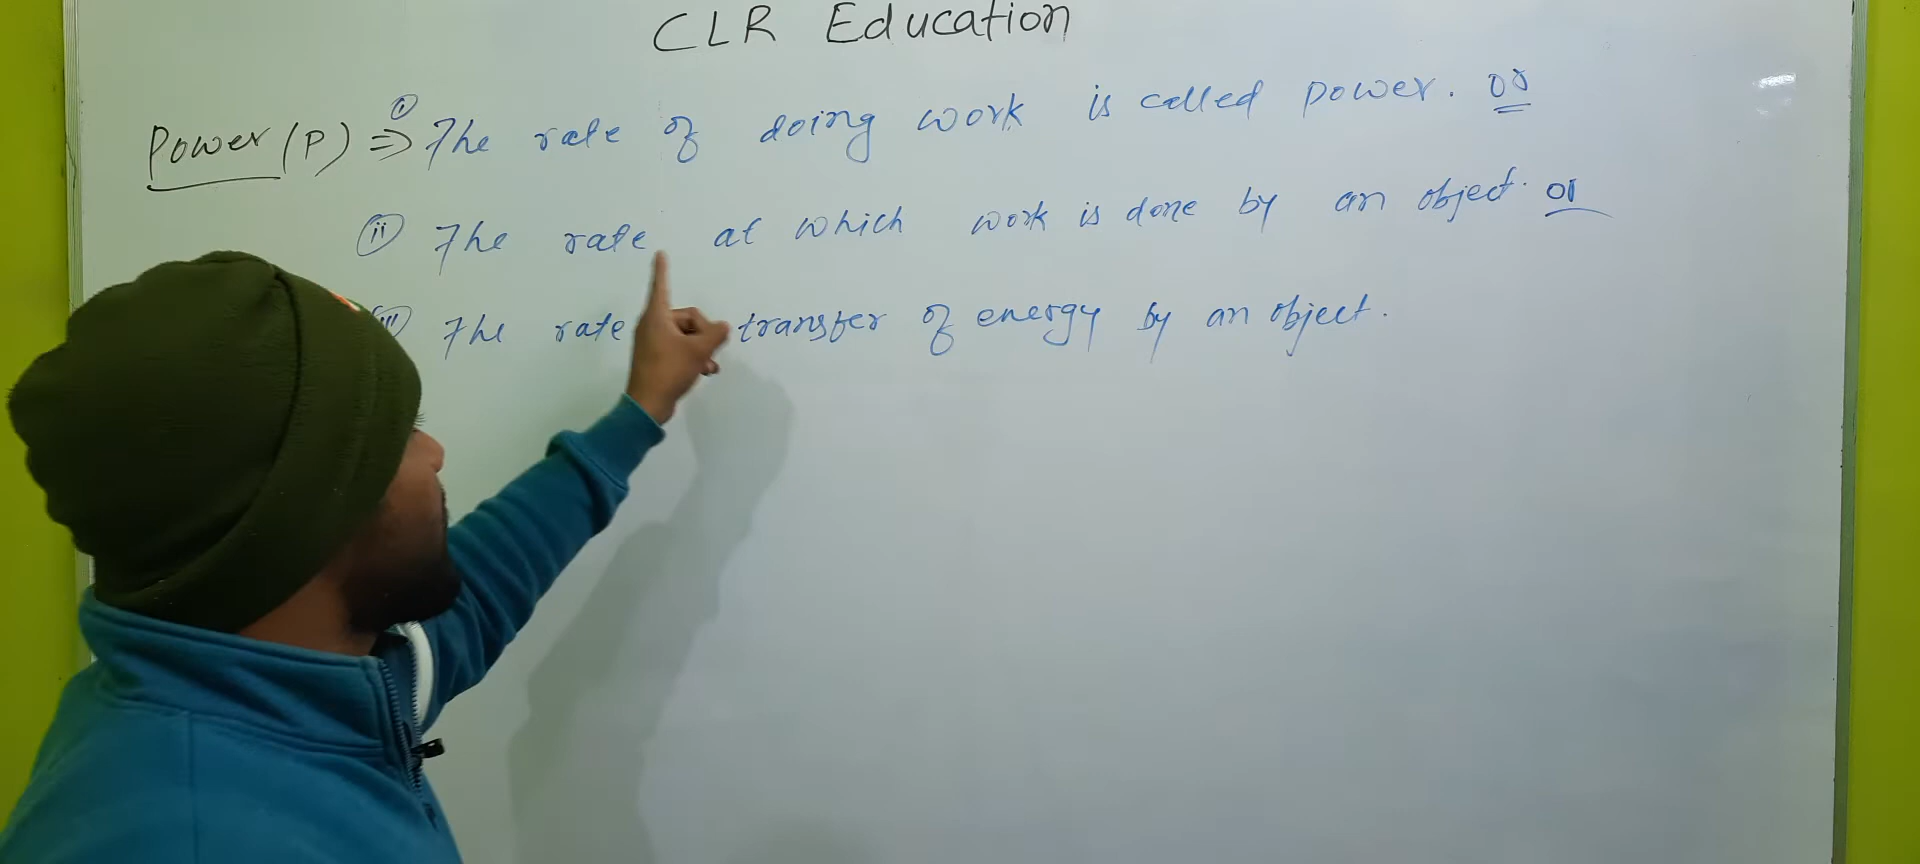 CLR Education
Power (P) ⇒ (i) The rate of doing work is called power. or
(ii) The rate at which work is done by an object. or
(iii) The rate transfer of energy by an object.